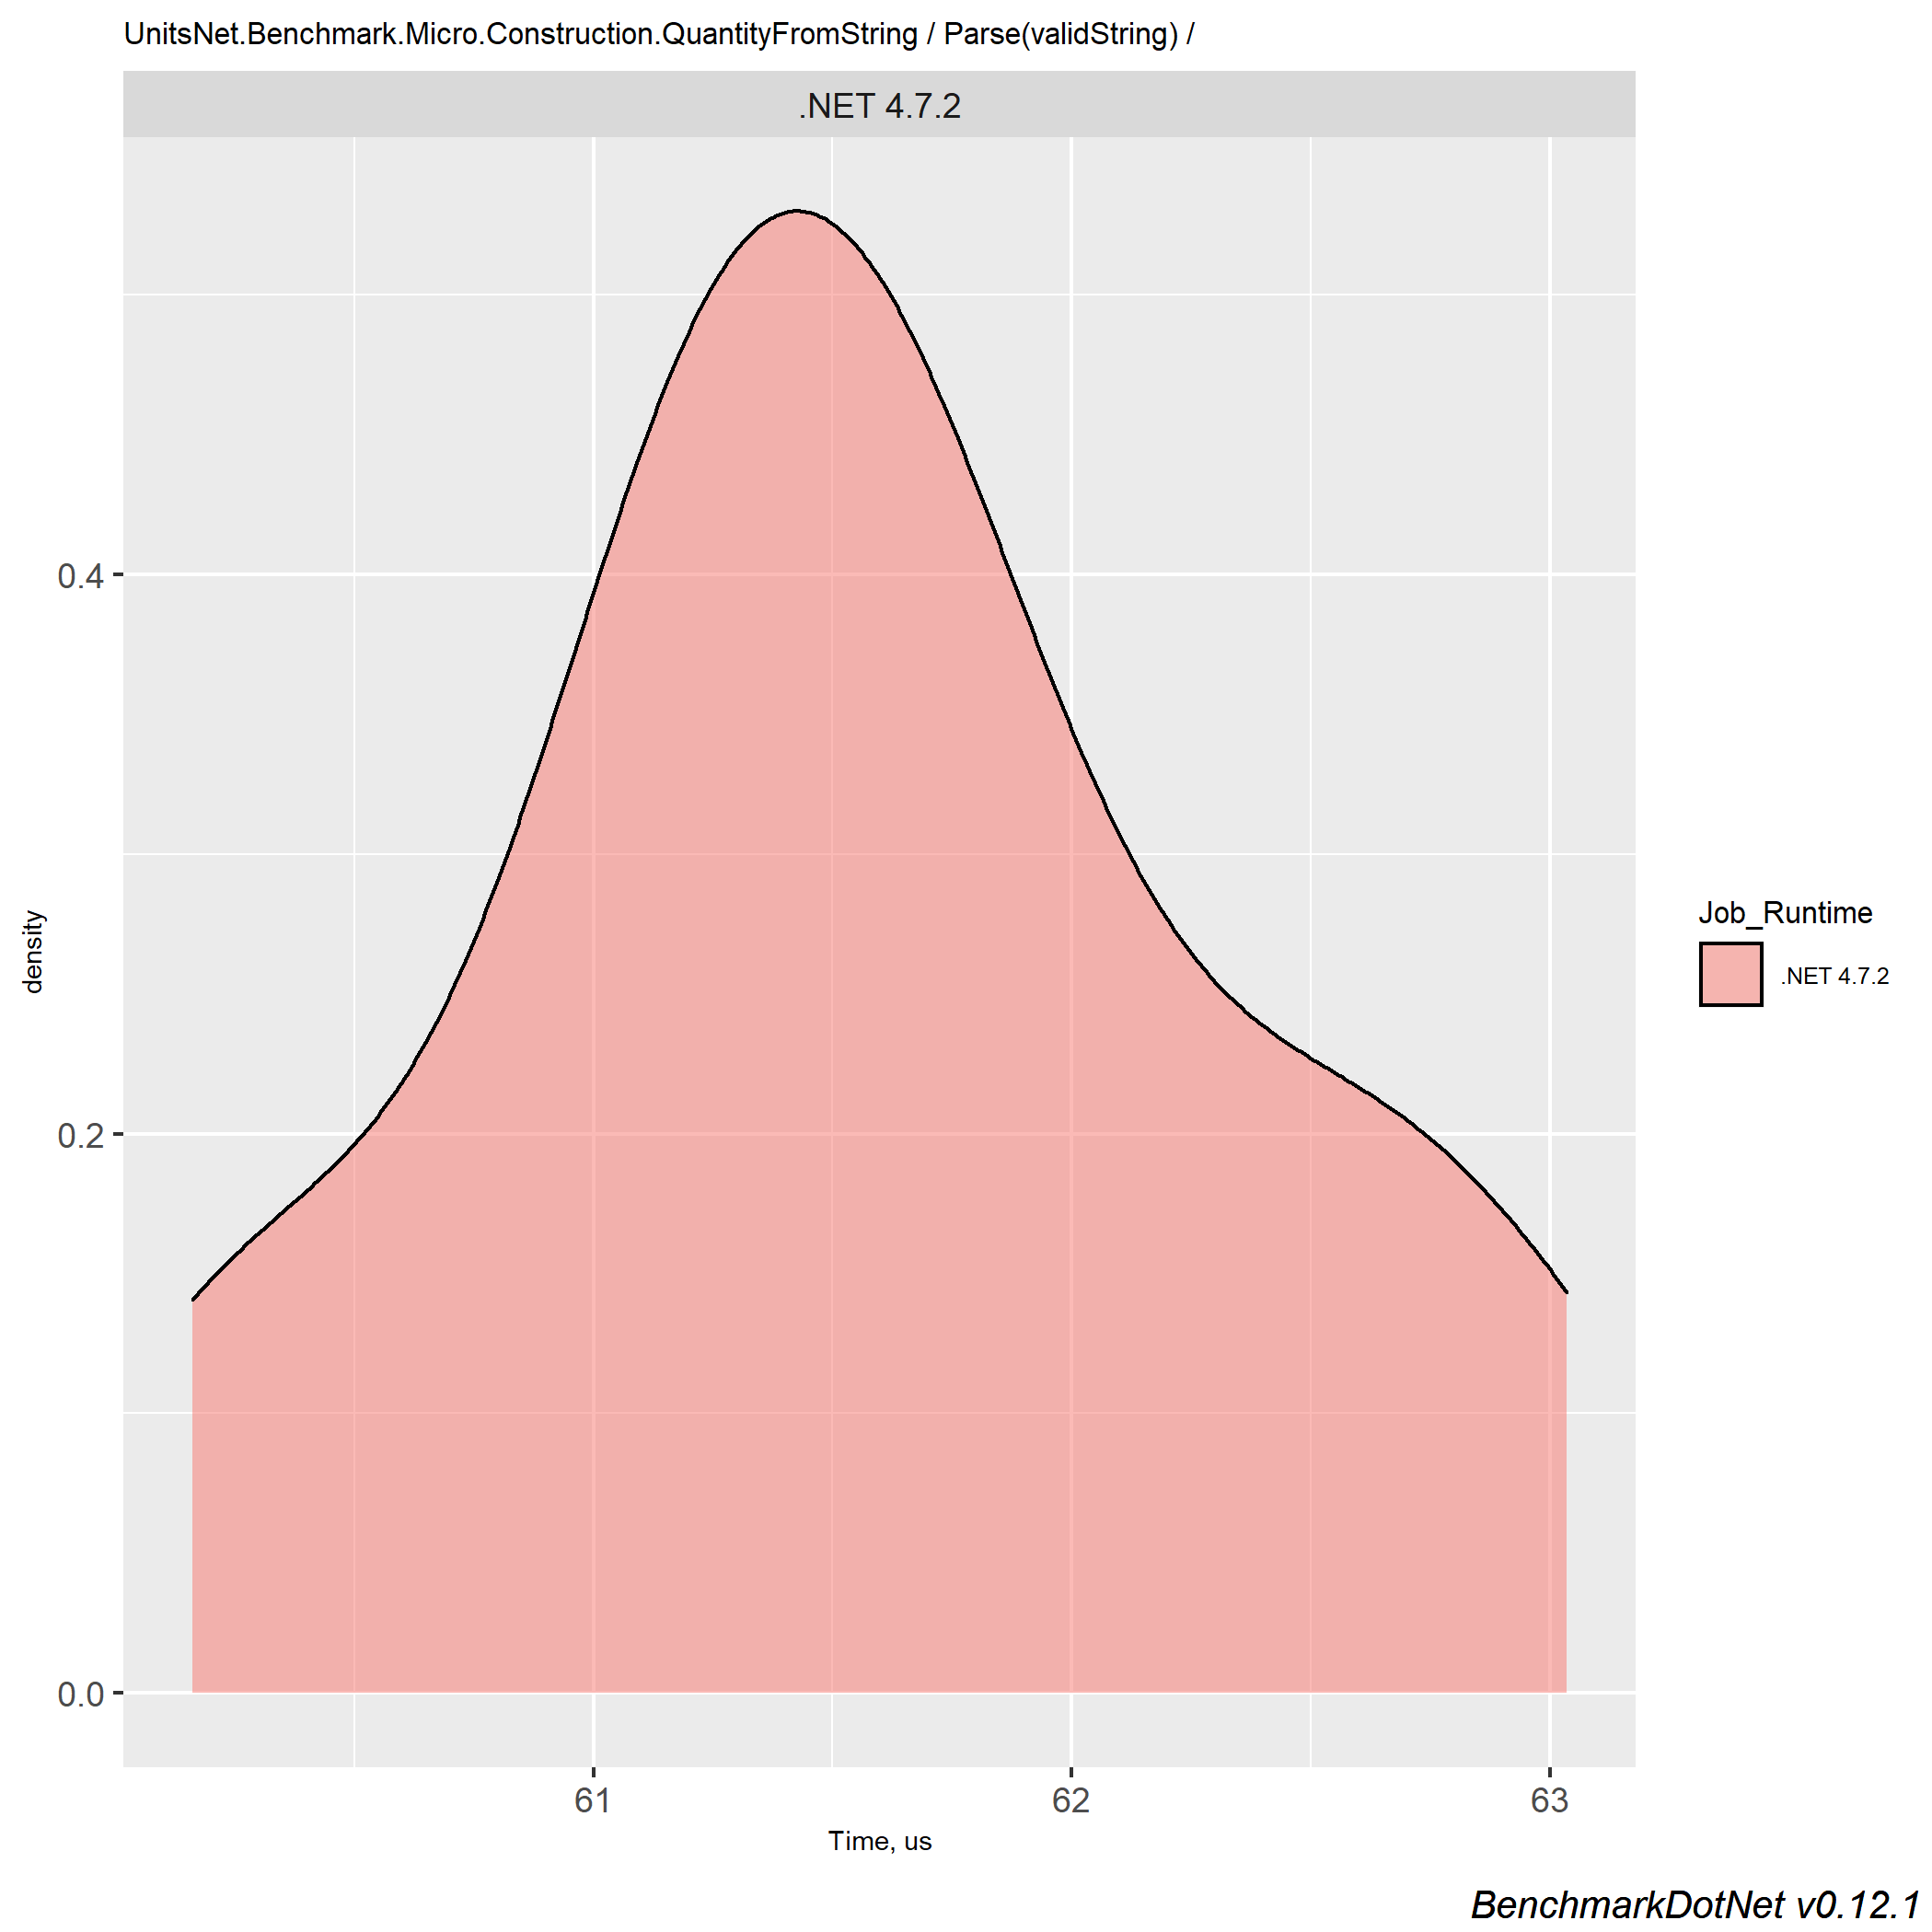 UnitsNet.Benchmark.Micro.Construction.QuantityFromString / Parse(validString) /
.NET 4.7.2
0.4
0.2
0.0
density
61 62 63
Time, us
Job_Runtime
.NET 4.7.2
BenchmarkDotNet v0.12.1